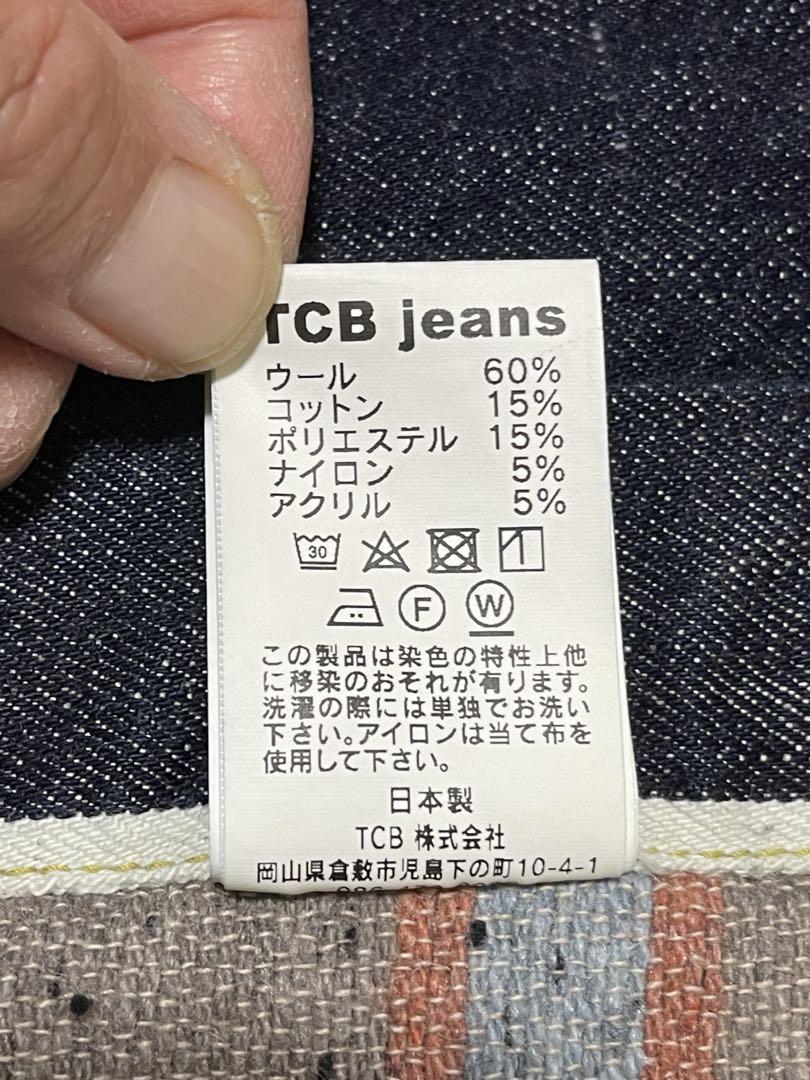 TCB jeans
ウール 60%
コットン 15%
ポリエステル 15%
ナイロン 5%
アクリル 5%
30
F W
この製品は染色の特性上他
に移染のおそれが有ります。
洗濯の際には単独でお洗い
下さい。アイロンは当て布を
使用して下さい。
日本製
TCB 株式会社
岡山県倉敷市児島下の町10-4-1